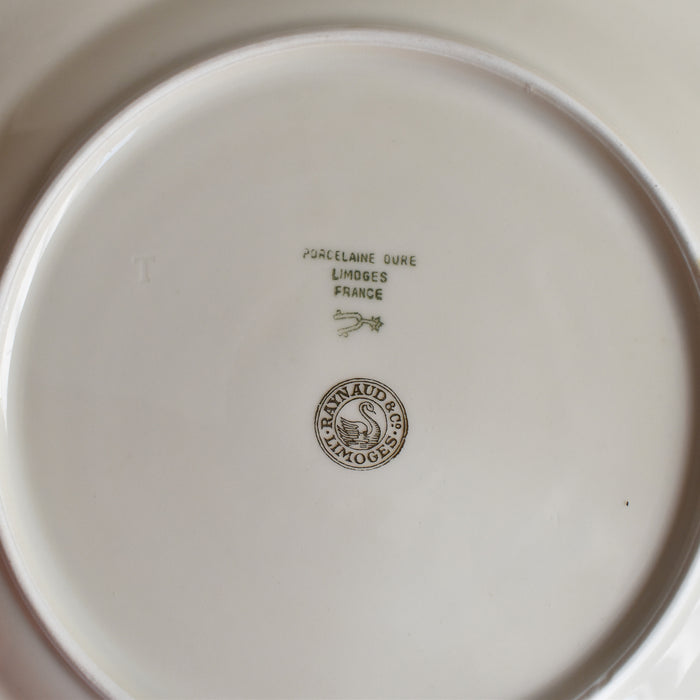 T
PORCELAINE DURE
LIMOGES
FRANCE
·RAYNAUD & Co.·
LIMOGES